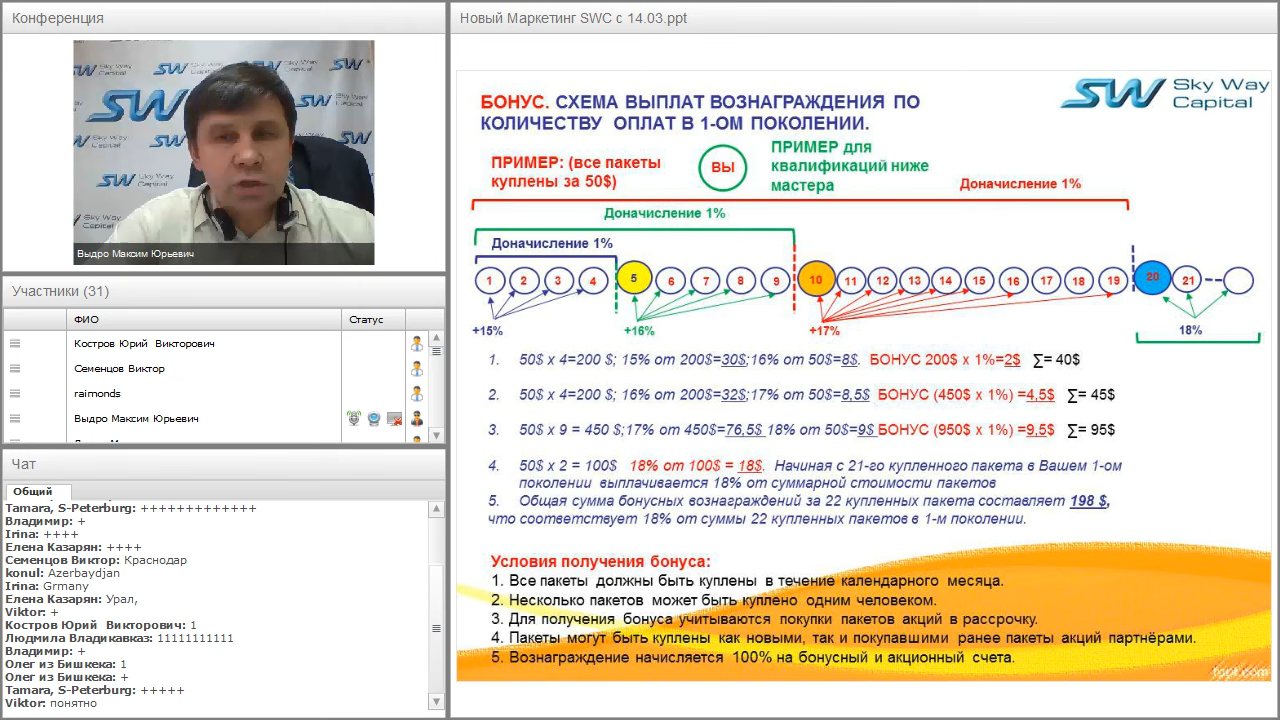 Конференция
SW
Sky Way
Capital
Выдро Максим Юрьевич
Участники (31)
ФИО
Статус
Костров Юрий Викторович
Семенцов Виктор
raimonds
Выдро Максим Юрьевич
Чат
Общий
Tamara, S-Peterburg: +++++++++++++
Владимир: +
Irina: ++++
Елена Казарян: ++++
Семенцов Виктор: Краснодар
konul: Azerbaydjan
Irina: Grmany
Елена Казарян: Урал,
Viktor: +
Костров Юрий Викторович: 1
Людмила Владикавказ: 11111111111
Владимир: +
Олег из Бишкека: 1
Олег из Бишкека: +
Tamara, S-Peterburg: +++++
Viktor: понятно
Новый Маркетинг SWC с 14.03.ppt
SW Sky Way
Capital
БОНУС. СХЕМА ВЫПЛАТ ВОЗНАГРАЖДЕНИЯ ПО
КОЛИЧЕСТВУ ОПЛАТ В 1-ОМ ПОКОЛЕНИИ.
ПРИМЕР: (все пакеты
куплены за 50$)
ВЫ
ПРИМЕР для
квалификаций ниже
мастера
Доначисление 1%
Доначисление 1%
Доначисление 1%
1 2 3 4 5 6 7 8 9 10 11 12 13 14 15 16 17 18 19 20 21
+15% +16% +17% 18%
1. 50$ х 4=200 $; 15% от 200$=30$;16% от 50$=8$. БОНУС 200$ х 1%=2$ ∑= 40$
2. 50$ х 4=200 $; 16% от 200$=32$;17% от 50$=8,5$ БОНУС (450$ х 1%) =4,5$ ∑= 45$
3. 50$ х 9 = 450 $;17% от 450$=76,5$ 18% от 50$=9$ БОНУС (950$ х 1%) =9,5$ ∑= 95$
4. 50$ х 2 = 100$ 18% от 100$ = 18$. Начиная с 21-го купленного пакета в Вашем 1-ом
поколении выплачивается 18% от суммарной стоимости пакетов
5. Общая сумма бонусных вознаграждений за 22 купленных пакета составляет 198 $,
что соответствует 18% от суммы 22 купленных пакетов в 1-м поколении.
Условия получения бонуса:
1. Все пакеты должны быть куплены в течение календарного месяца.
2. Несколько пакетов может быть куплено одним человеком.
3. Для получения бонуса учитываются покупки пакетов акций в рассрочку.
4. Пакеты могут быть куплены как новыми, так и покупавшими ранее пакеты акций партнёрами.
5. Вознаграждение начисляется 100% на бонусный и акционный счета.